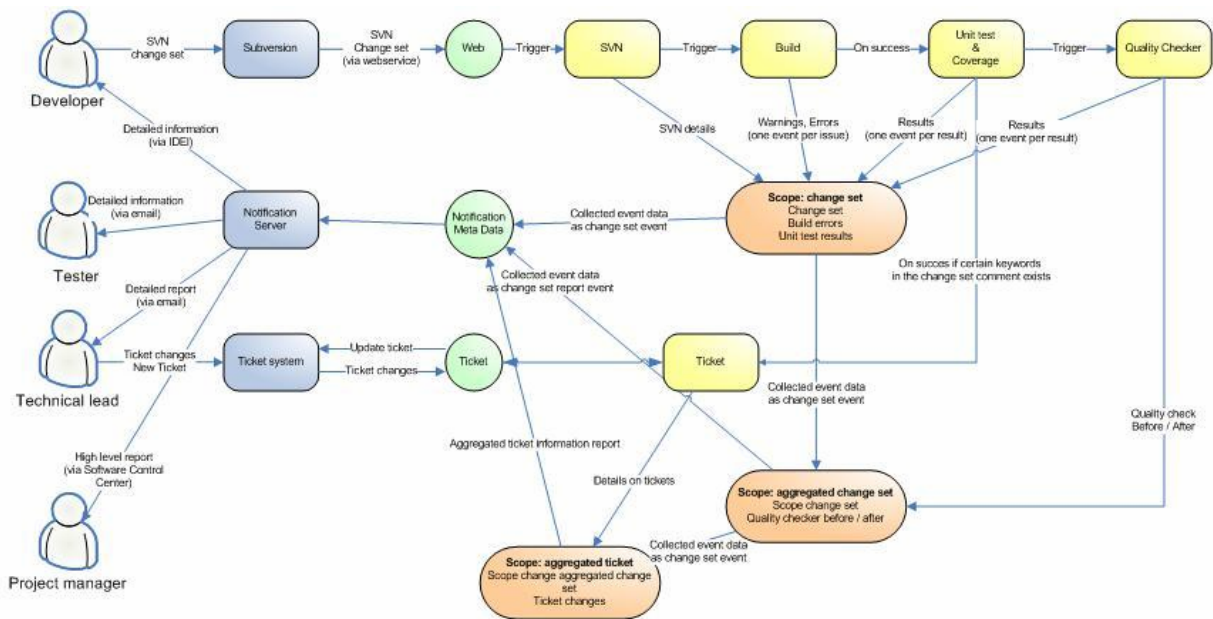 SVN
change set
Subversion
SVN
Change set
(via webservice)
Web
Trigger
SVN
Trigger
Build
On success
Unit test
&
Coverage
Trigger
Quality Checker
Developer
Detailed information
(via IDEI)
SVN details
Warnings, Errors
(one event per issue)
Results
(one event per result)
Results
(one event per result)
Detailed information
(via email)
Notification
Server
Notification
Meta Data
Collected event data
as change set event
Scope: change set
Change set
Build errors
Unit test results
Tester
Collected event data
as change set report event
On succes if certain keywords
in the change set comment exists
Detailed report
(via email)
Ticket changes
New Ticket
Ticket system
Update ticket
Ticket changes
Ticket
Ticket
Technical lead
Collected event data
as change set event
Quality check
Before / After
Aggregated ticket information report
High level report
(via Software Control
Center)
Details on tickets
Scope: aggregated change set
Scope change set
Quality checker before / after
Collected event data
as change set event
Project manager
Scope: aggregated ticket
Scope change aggregated change
set
Ticket changes